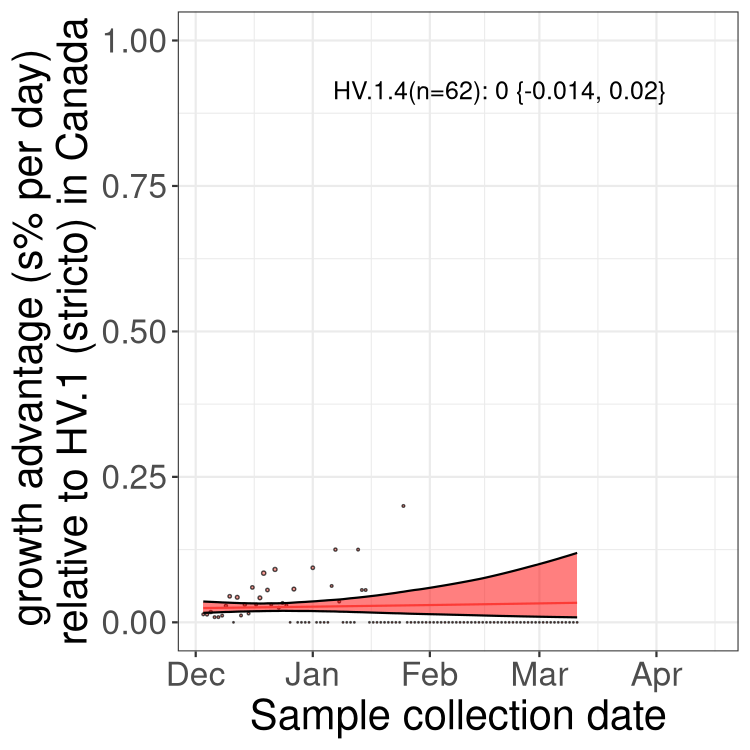 growth advantage (s% per day)
relative to HV.1 (stricto) in Canada
1.00
0.75
0.50
0.25
0.00
HV.1.4(n=62): 0 {-0.014, 0.02}
Dec Jan Feb Mar Apr
Sample collection date